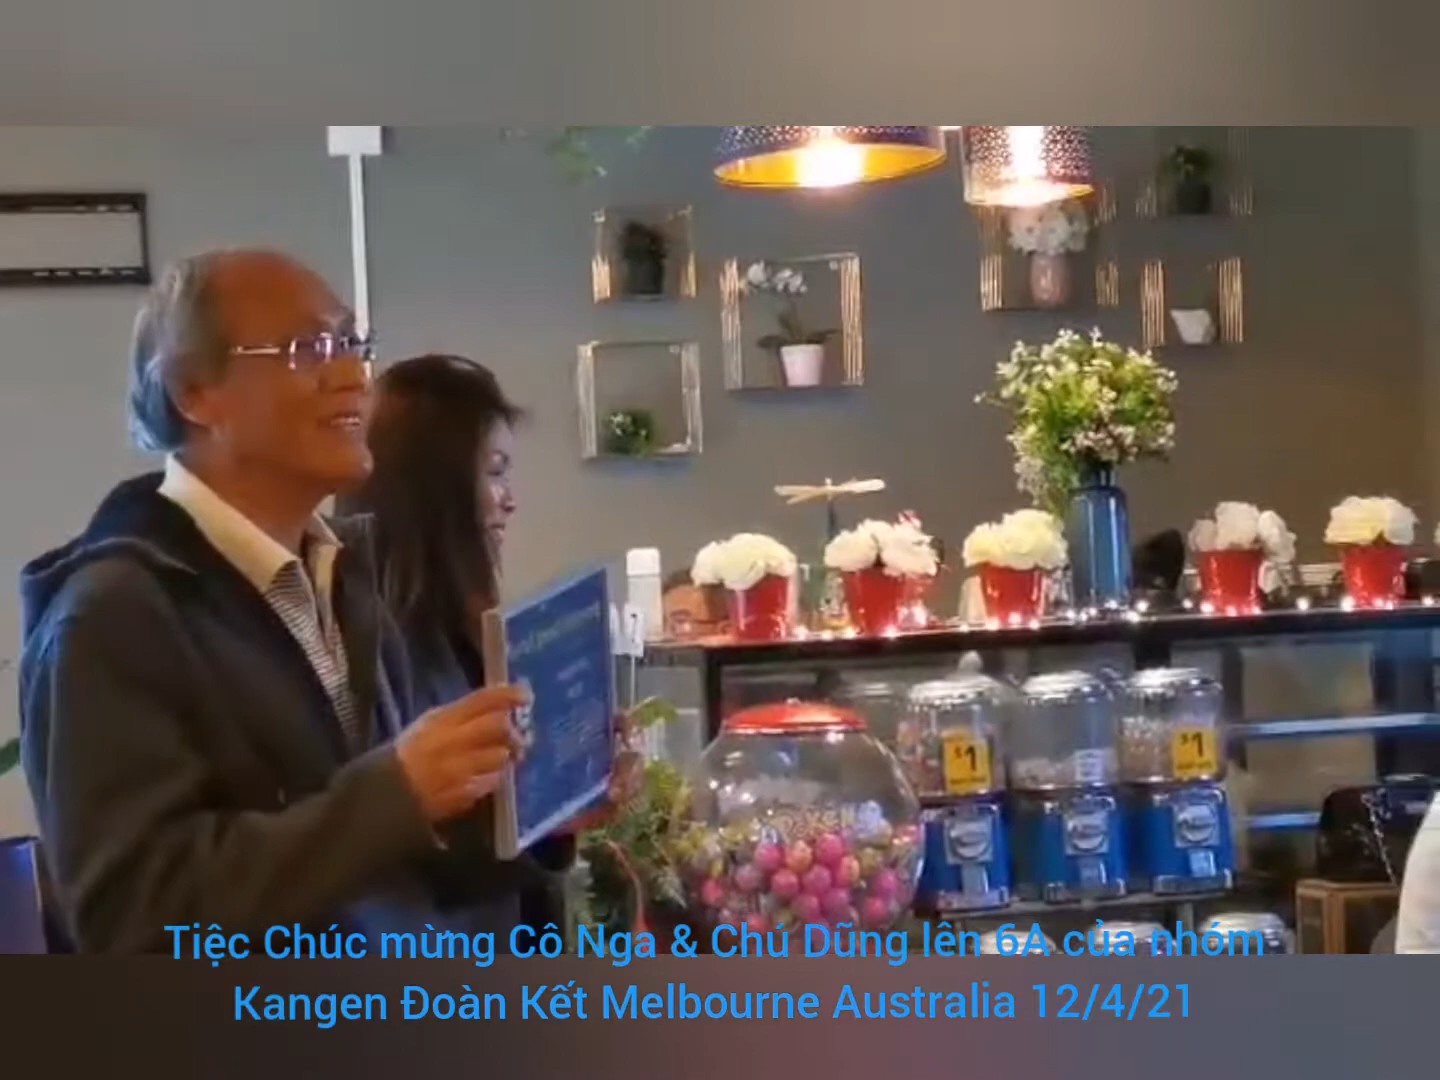 $1
$1
Tiệc Chúc mừng Cô Nga & Chú Dũng lên 6A của nhóm
Kangen Đoàn Kết Melbourne Australia 12/4/21